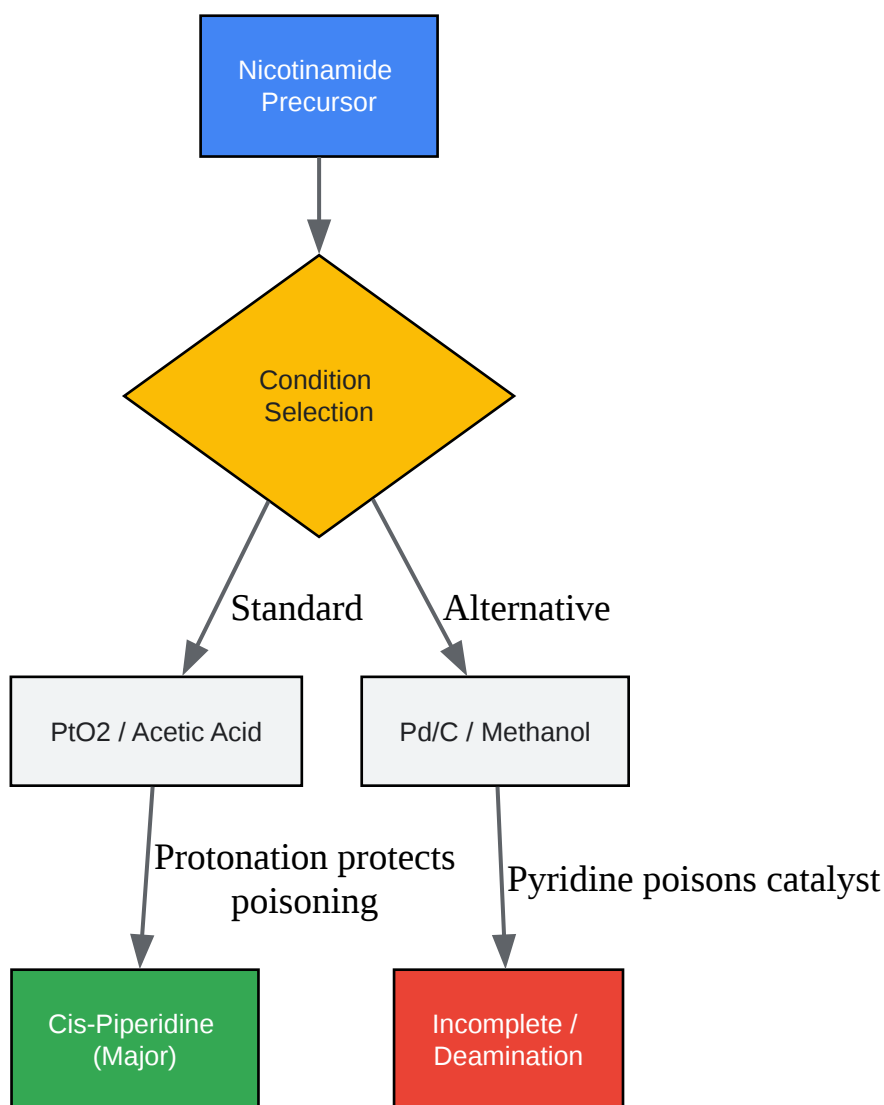 Nicotinamide
Precursor
Condition
Selection
Standard
Alternative
PtO2 / Acetic Acid
Pd/C / Methanol
Protonation protects
poisoning
Pyridine poisons catalyst
Cis-Piperidine
(Major)
Incomplete /
Deamination